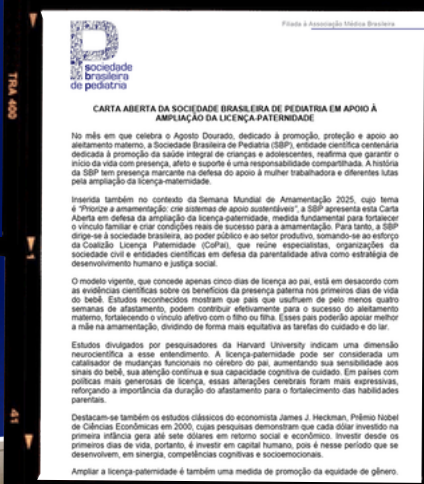 Filiada à Associação Médica Brasileira
sociedade
brasileira
de pediatria
CARTA ABERTA DA SOCIEDADE BRASILEIRA DE PEDIATRIA EM APOIO À
AMPLIAÇÃO DA LICENÇA-PATERNIDADE
No mês em que celebra o Agosto Dourado, dedicado à promoção, proteção e apoio ao
aleitamento materno, a Sociedade Brasileira de Pediatria (SBP), entidade científica centenária
dedicada à promoção da saúde integral de crianças e adolescentes, reafirma que garantir o
início da vida com presença, afeto e suporte é uma responsabilidade compartilhada. A história
da SBP tem presença marcante na defesa do apoio à mulher trabalhadora e diferentes lutas
pela ampliação da licença-maternidade.
Inserida também no contexto da Semana Mundial de Amamentação 2025, cujo tema
é "Priorize a amamentação: crie sistemas de apoio sustentáveis", a SBP apresenta esta Carta
Aberta em defesa da ampliação da licença-paternidade, medida fundamental para fortalecer
o vínculo familiar e criar condições reais de sucesso para a amamentação. Para tanto, a SBP
dirige-se à sociedade brasileira, ao poder público e ao setor produtivo, somando-se ao esforço
da Coalizão Licença Paternidade (CoPai), que reúne especialistas, organizações da
sociedade civil e entidades científicas em defesa da parentalidade ativa como estratégia de
desenvolvimento humano e justiça social.
O modelo vigente, que concede apenas cinco dias de licença ao pai, está em desacordo com
as evidências científicas sobre os benefícios da presença paterna nos primeiros dias de vida
do bebê. Estudos reconhecidos mostram que pais que usufruem de pelo menos quatro
semanas de afastamento, podem contribuir efetivamente para o sucesso do aleitamento
materno, fortalecendo o vínculo afetivo com o filho ou filha. Esses pais poderão apoiar melhor
a mãe na amamentação, dividindo de forma mais equitativa as tarefas do cuidado e do lar.
Estudos divulgados por pesquisadores da Harvard University indicam uma dimensão
neurocientífica a esse entendimento. A licença-paternidade pode ser considerada um
catalisador de mudanças funcionais no cérebro do pai, aumentando sua sensibilidade aos
sinais do bebê, sua atenção contínua e sua capacidade cognitiva de cuidado. Em países com
políticas mais generosas de licença, essas alterações cerebrais foram mais expressivas,
reforçando a importância da duração do afastamento para o fortalecimento das habilidades
parentais.
Destacam-se também os estudos clássicos do economista James J. Heckman, Prêmio Nobel
de Ciências Econômicas em 2000, cujas pesquisas demonstram que cada dólar investido na
primeira infância gera até sete dólares em retorno social e econômico. Investir desde os
primeiros dias de vida, portanto, é investir em capital humano, pois é nesse período que se
desenvolvem, em sinergia, competências cognitivas e socioemocionais.
Ampliar a licença-paternidade é também uma medida de promoção da equidade de gênero.
TRA 400
41